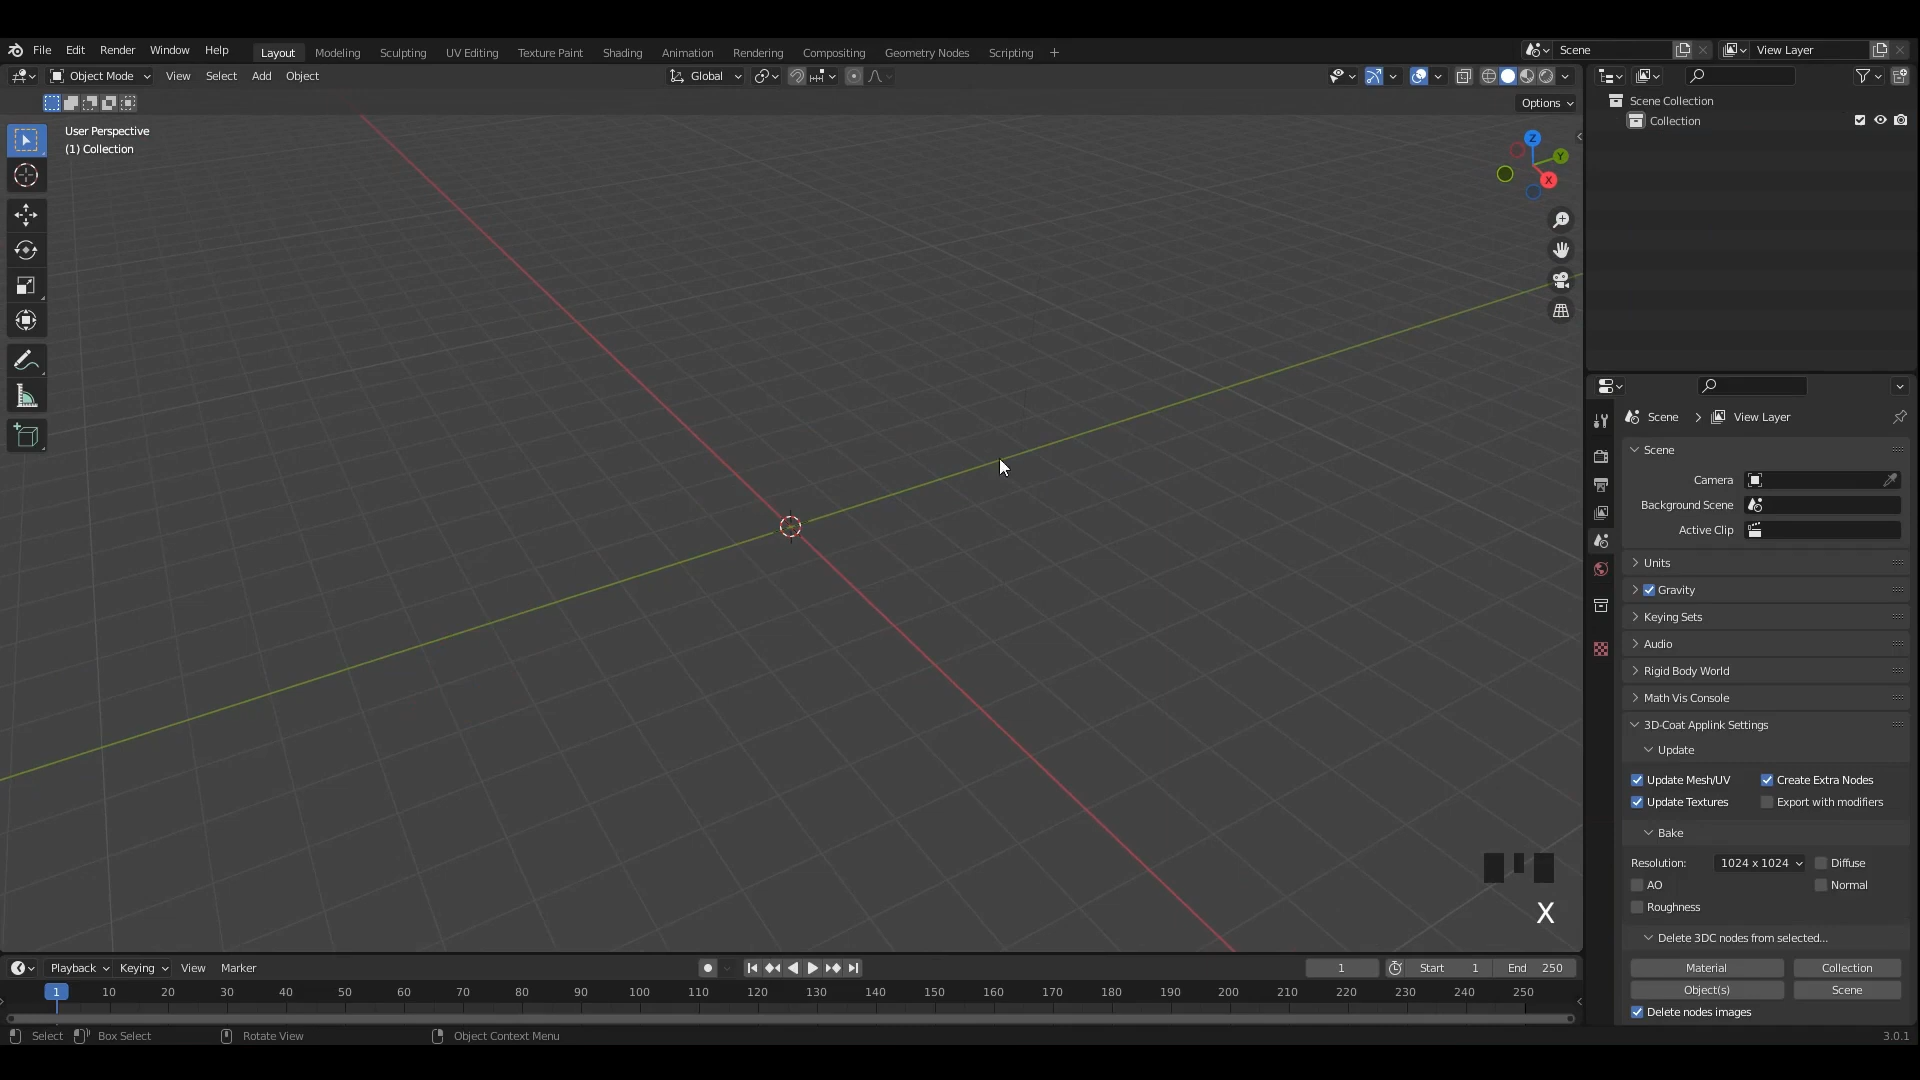 File Edit Render Window Help Layout Modeling Sculpting UV Editing Texture Paint Shading Animation Rendering Compositing Geometry Nodes Scripting + Scene View Layer
Object Mode View Select Add Object Global
Options
User Perspective
(1) Collection
Z
Y
X
Scene Collection
Collection
Scene > View Layer
Scene
Camera
Background Scene
Active Clip
Units
Gravity
Keying Sets
Audio
Rigid Body World
Math Vis Console
3D-Coat Applink Settings
Update
Update Mesh/UV Create Extra Nodes
Update Textures Export with modifiers
Bake
Resolution: 1024 x 1024 Diffuse
AO Normal
Roughness
Delete 3DC nodes from selected...
Material Collection
Object(s) Scene
Delete nodes images
X
Playback Keying View Marker 1 Start 1 End 250
1 10 20 30 40 50 60 70 80 90 100 110 120 130 140 150 160 170 180 190 200 210 220 230 240 250
Select Box Select Rotate View Object Context Menu 3.0.1